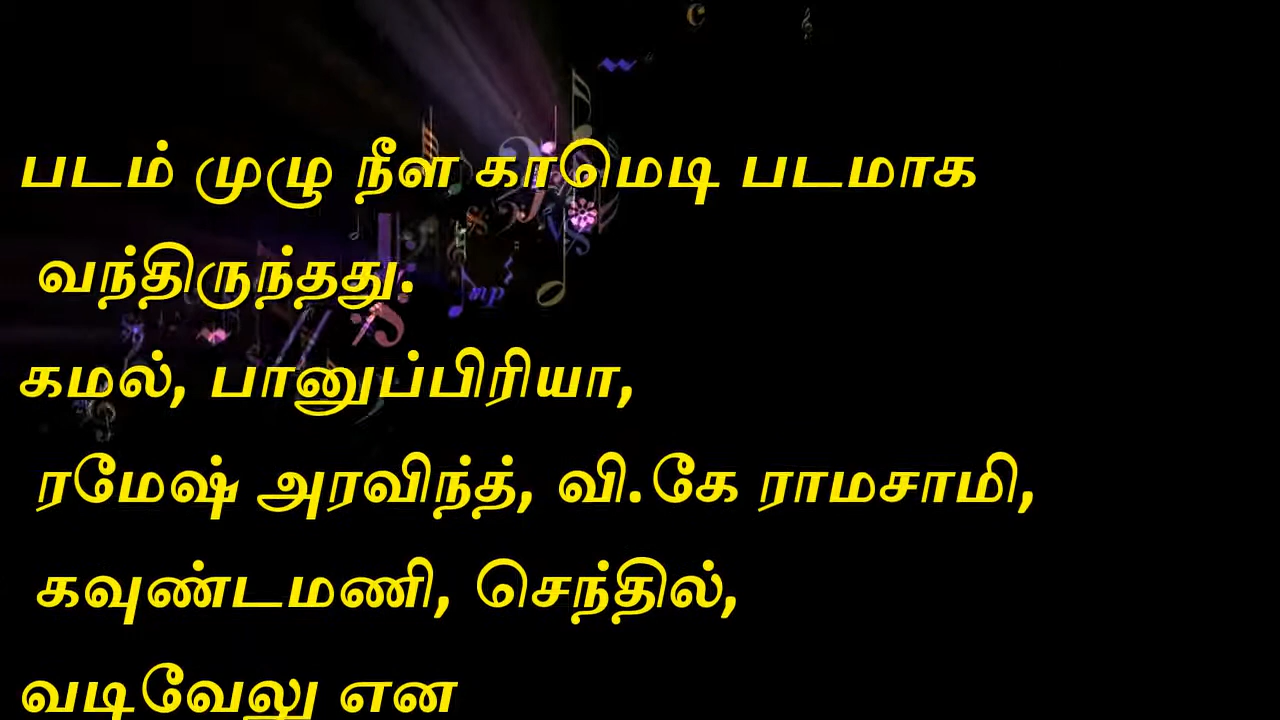 படம் முழு நீள காமெடி படமாக
வந்திருந்தது.
கமல், பானுப்பிரியா,
ரமேஷ் அரவிந்த், வி.கே ராமசாமி,
கவுண்டமணி, செந்தில்,
வடிவேலு என